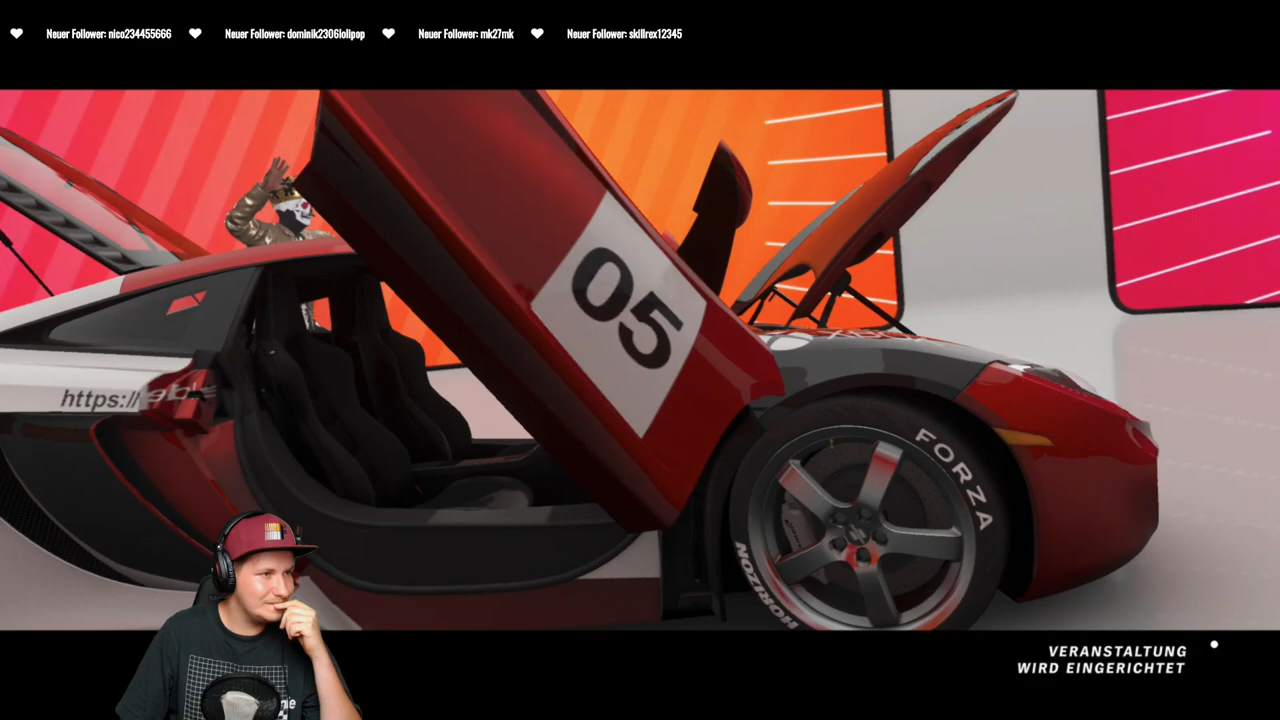 Neuer Follower: nico234455666
Neuer Follower: dominik2306lolipop
Neuer Follower: mk27mk
Neuer Follower: skillrex12345
05
https://
FORZA
HORIZON
VERANSTALTUNG
WIRD EINGERICHTET